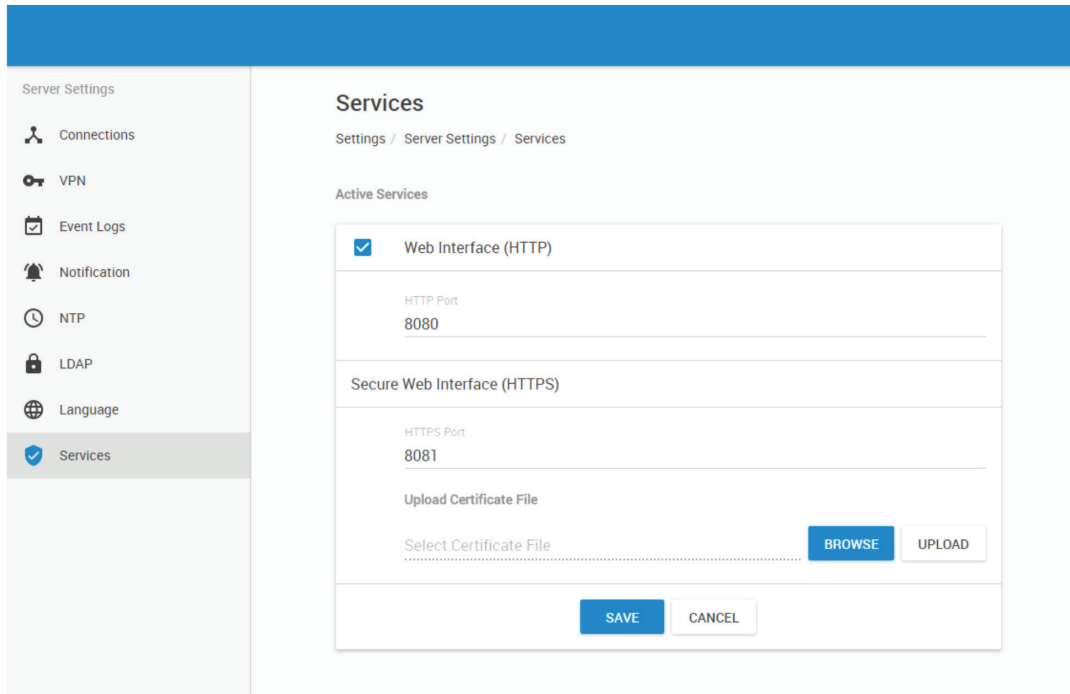 Server Settings
Connections
VPN
Event Logs
Notification
NTP
LDAP
Language
Services
Services
Settings / Server Settings / Services
Active Services
Web Interface (HTTP)
HTTP Port
8080
Secure Web Interface (HTTPS)
HTTPS Port
8081
Upload Certificate File
Select Certificate File BROWSE UPLOAD
SAVE CANCEL